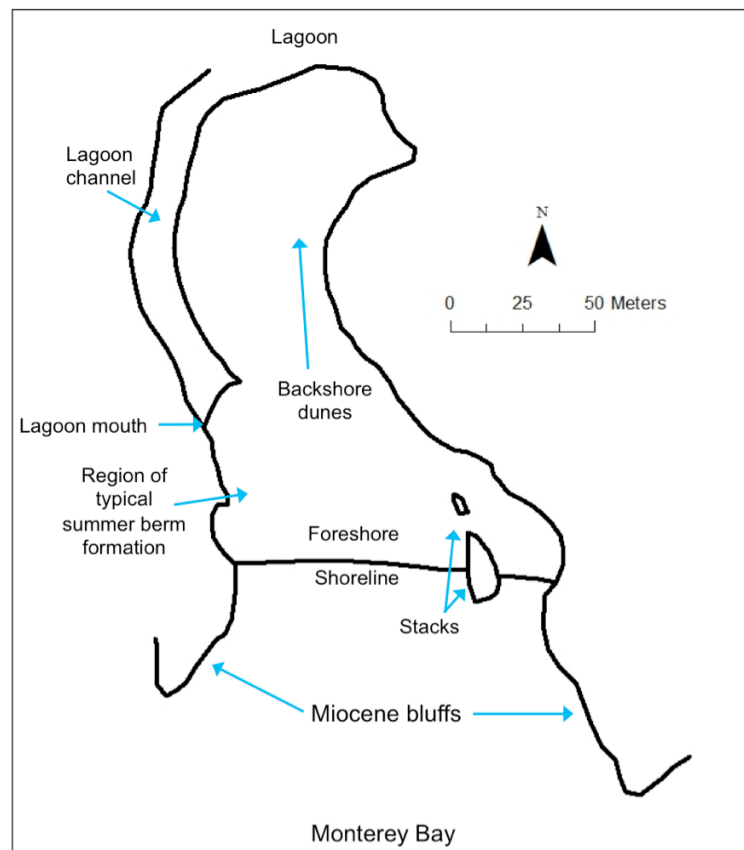 Lagoon
Lagoon
channel
N
0 25 50 Meters
Backshore
dunes
Lagoon mouth
Region of
typical
summer berm
formation
Foreshore
Shoreline
Stacks
Miocene bluffs
Monterey Bay